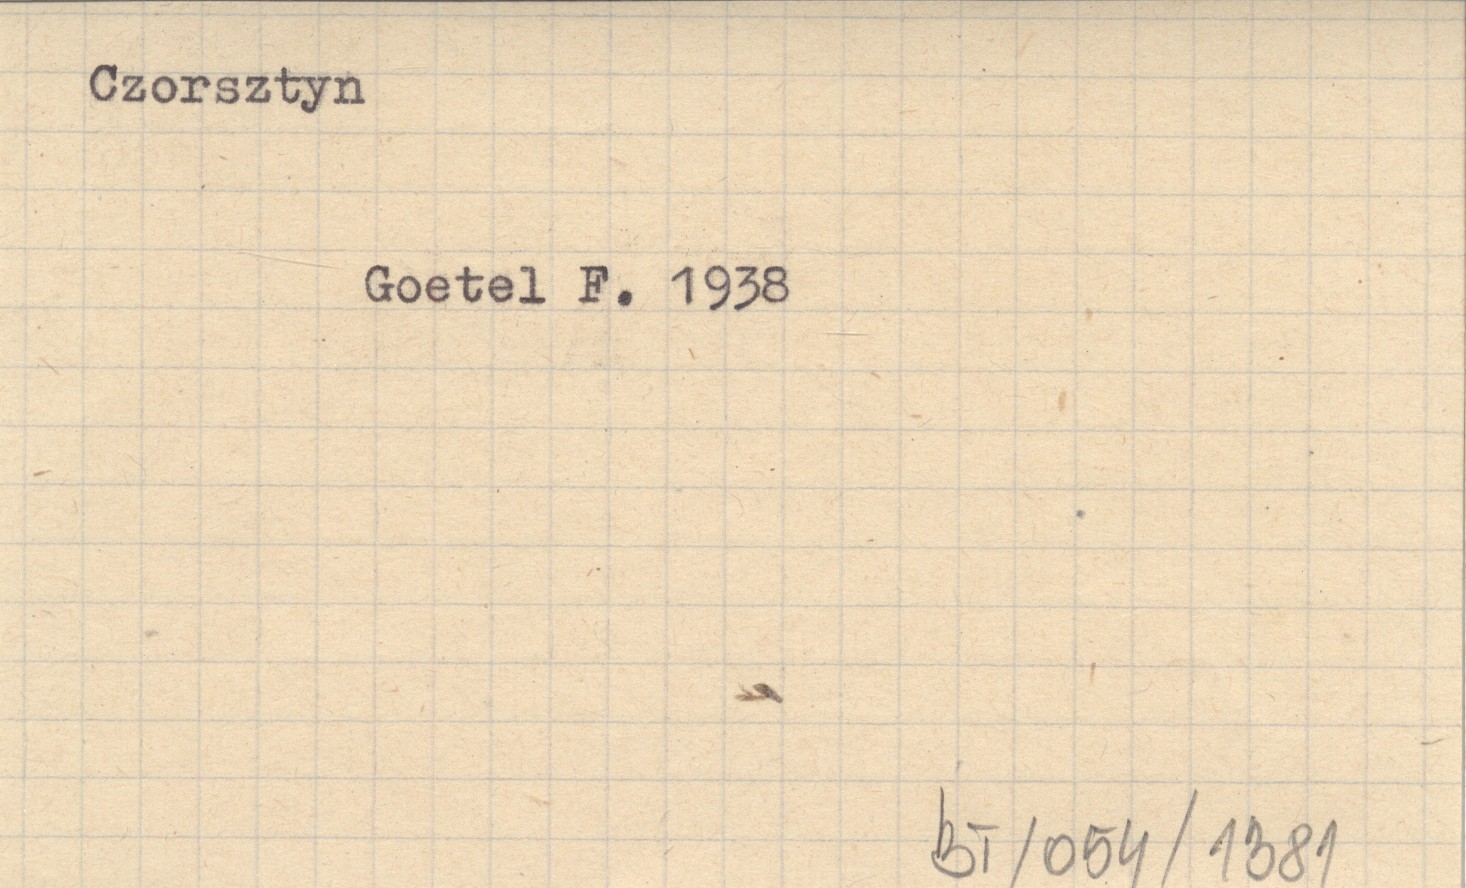 Czorsztyn
Goetel F. 1938
BT/054/1381